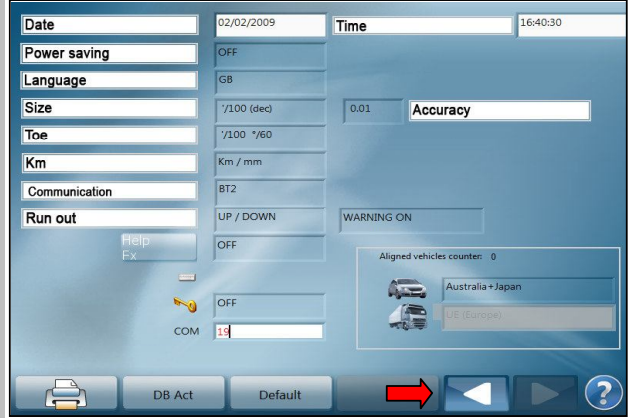 Date 02/02/2009 Time 16:40:30
Power saving OFF
Language GB
Size '/100 (dec) 0.01 Accuracy
Toe '/100 °/60
Km Km / mm
Communication BT2
Run out UP / DOWN WARNING ON
Help
Fx OFF
Aligned vehicles counter: 0
Australia+Japan
OFF
UE (Europe)
COM 19
DB Act Default ?